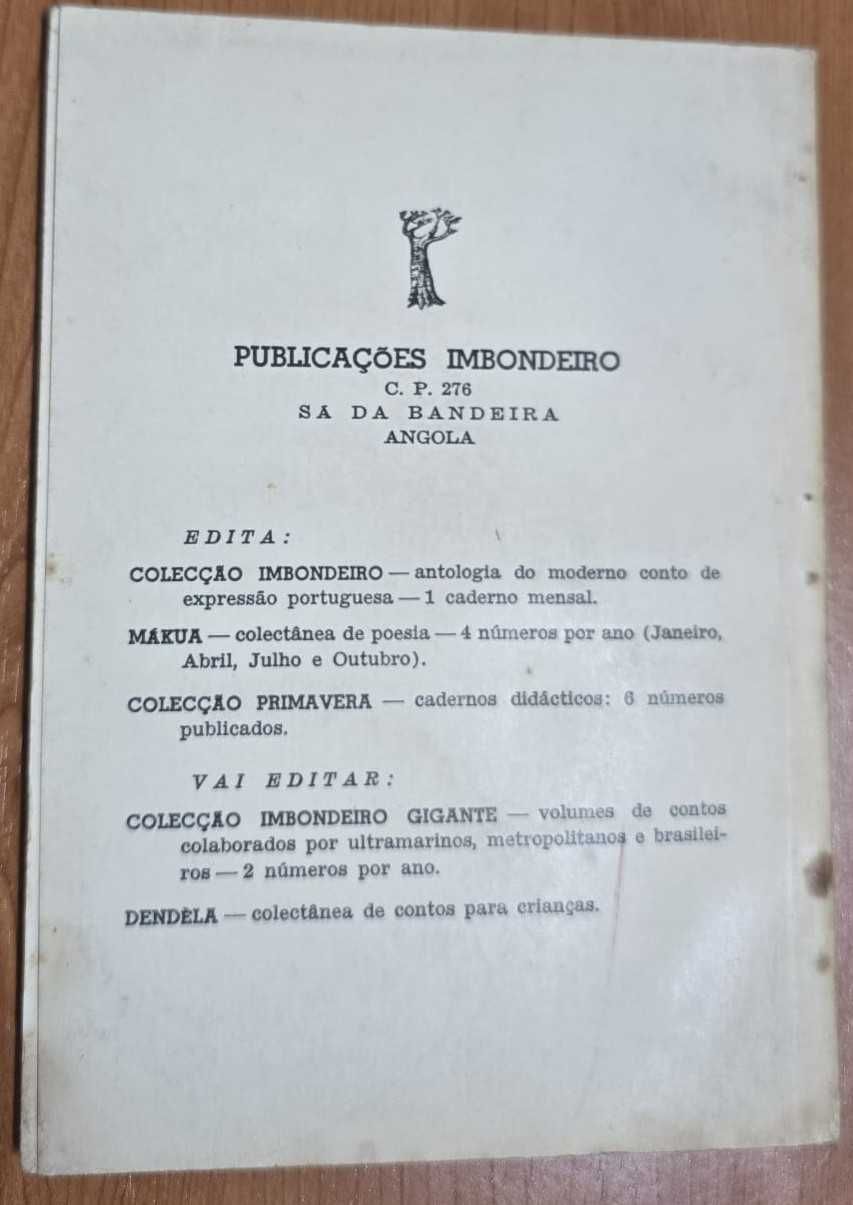 PUBLICAÇÕES IMBONDEIRO
C. P. 276
SÁ DA BANDEIRA
ANGOLA
EDITA:
COLECÇÃO IMBONDEIRO — antologia do moderno conto de
expressão portuguesa — 1 caderno mensal.
MÁKUA — colectânea de poesia — 4 números por ano (Janeiro,
Abril, Julho e Outubro).
COLECÇÃO PRIMAVERA — cadernos didácticos: 6 números
publicados.
VAI EDITAR:
COLECÇÃO IMBONDEIRO GIGANTE — volumes de contos
colaborados por ultramarinos, metropolitanos e brasilei-
ros — 2 números por ano.
DENDÈLA — colectânea de contos para crianças.